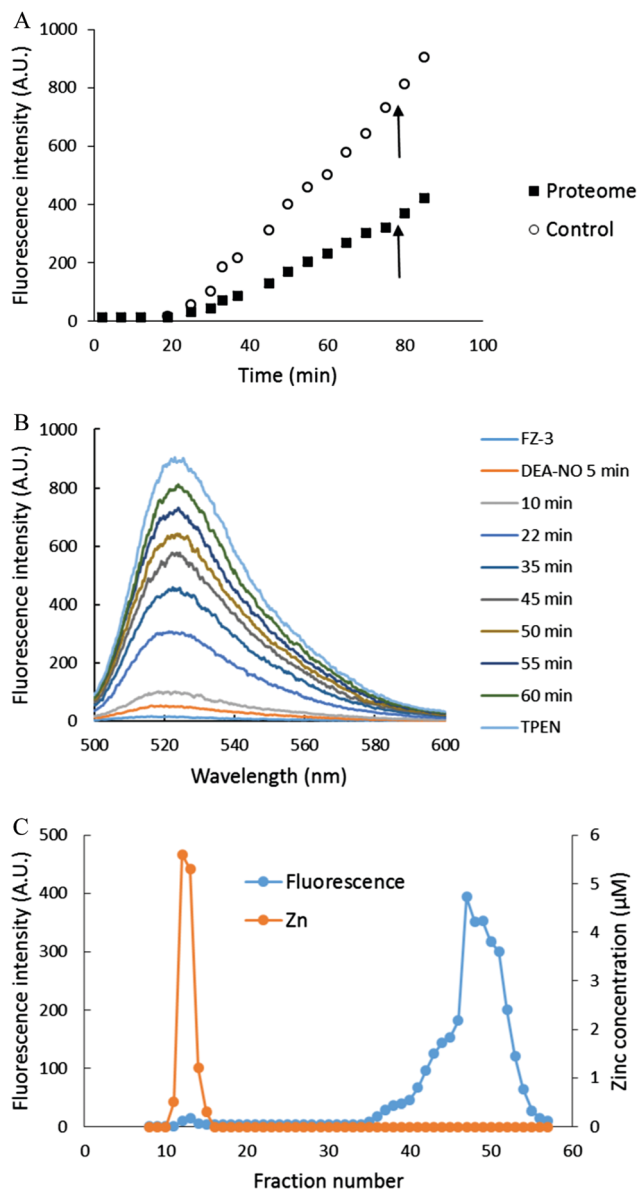 A
Fluorescence intensity (A.U.)
1000
800
600
400
200
0
0 20 40 60 80 100
Time (min)
Proteome
Control
B
Fluorescence intensity (A.U.)
1000
800
600
400
200
0
500 520 540 560 580 600
Wavelength (nm)
FZ-3
DEA-NO 5 min
10 min
22 min
35 min
45 min
50 min
55 min
60 min
TPEN
C
Fluorescence intensity (A.U.)
500
400
300
200
100
0
0 10 20 30 40 50 60
Fraction number
Fluorescence
Zn
6
5
4
3
2
1
0
Zinc concentration (µM)